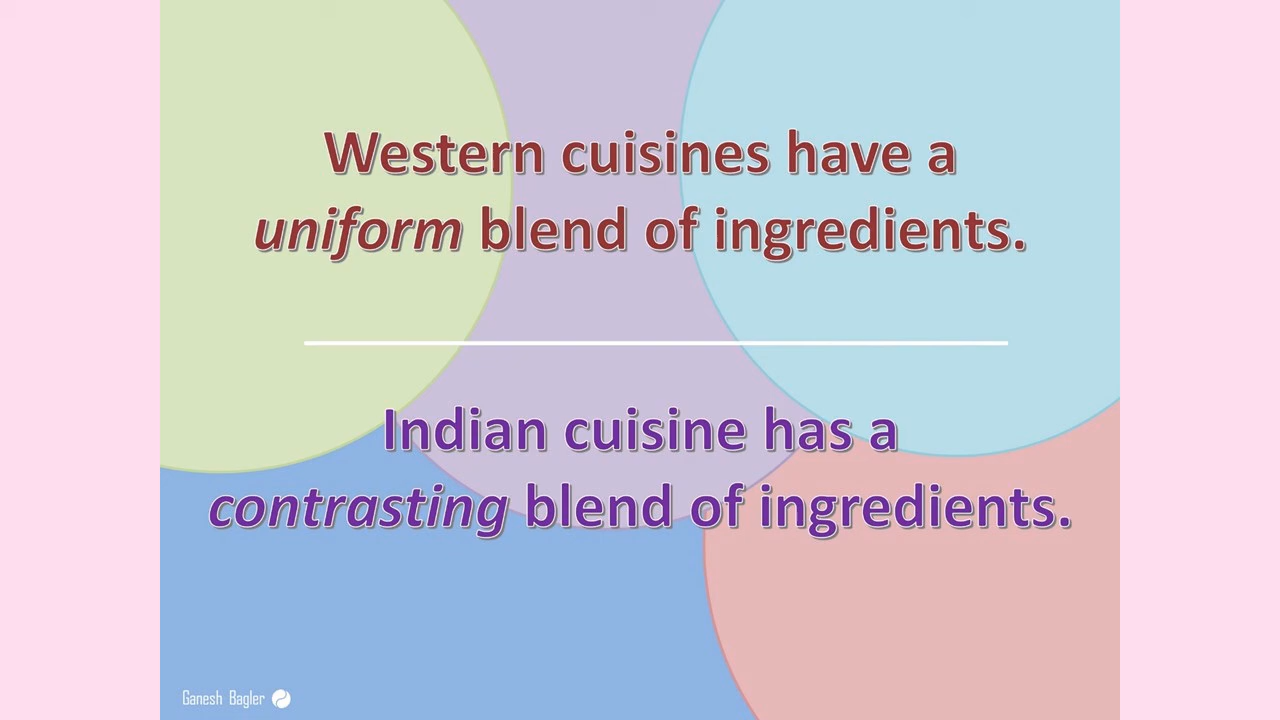 Western cuisines have a
uniform blend of ingredients.
Indian cuisine has a
contrasting blend of ingredients.
Ganesh Bagler